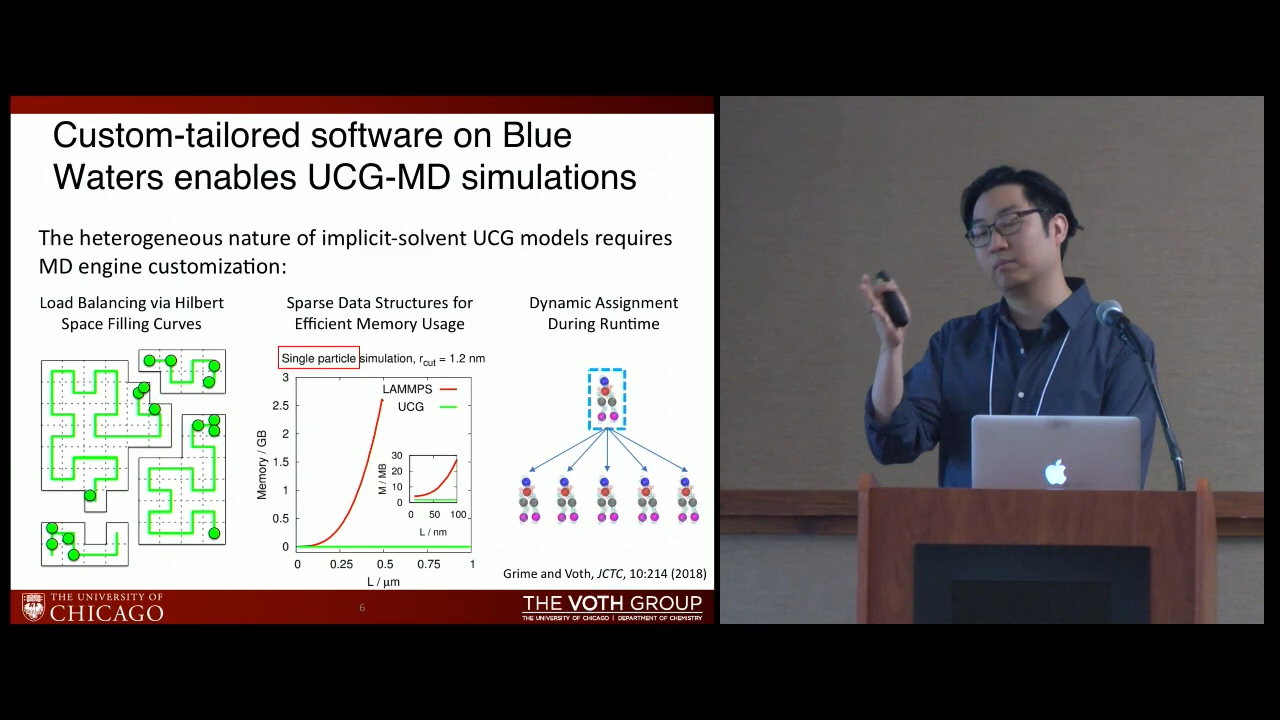 Custom-tailored software on Blue
Waters enables UCG-MD simulations
The heterogeneous nature of implicit-solvent UCG models requires
MD engine customization:
Load Balancing via Hilbert
Space Filling Curves
Sparse Data Structures for
Efficient Memory Usage
Dynamic Assignment
During Runtime
Single particle simulation, rcut = 1.2 nm
3
2.5
2
1.5
1
0.5
0
Memory / GB
LAMMPS
UCG
30
20
10
0
M / MB
0 50 100
L / nm
0 0.25 0.5 0.75 1
L / μm
Grime and Voth, JCTC, 10:214 (2018)
THE UNIVERSITY OF
CHICAGO
6
THE VOTH GROUP
THE UNIVERSITY OF CHICAGO | DEPARTMENT OF CHEMISTRY